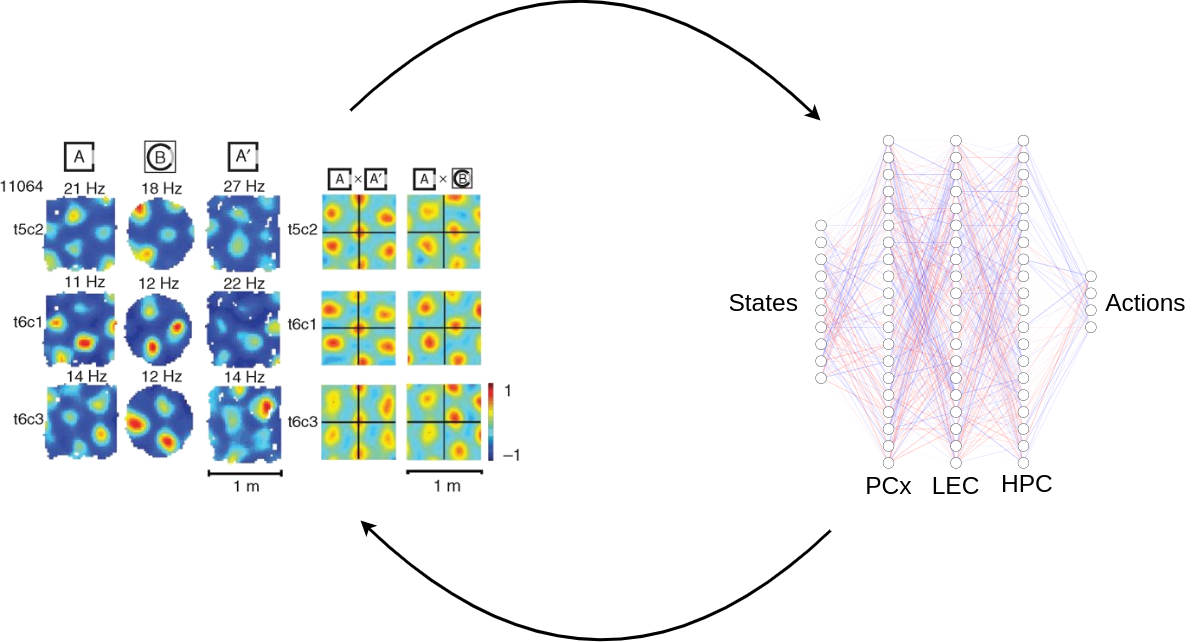 A B A′
A × A′ A × B
11064 21 Hz 18 Hz 27 Hz
t5c2 t5c2
11 Hz 12 Hz 22 Hz
t6c1 t6c1
14 Hz 12 Hz 14 Hz
t6c3 t6c3
1
−1
1 m 1 m
States Actions
PCx LEC HPC